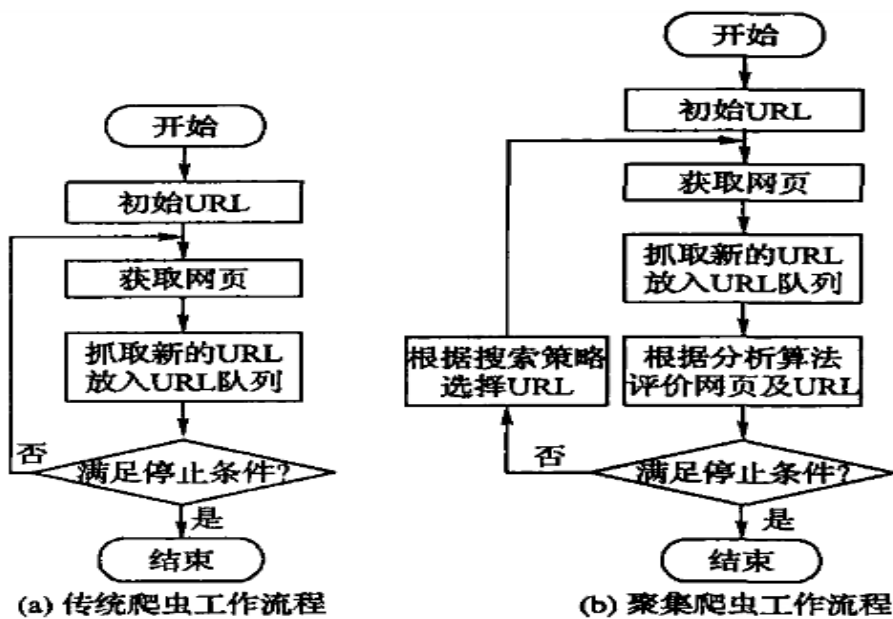 开始
初始URL
获取网页
抓取新的URL
放入URL队列
否
满足停止条件?
是
结束
(a) 传统爬虫工作流程
开始
初始URL
获取网页
抓取新的URL
放入URL队列
根据搜索策略
选择URL
根据分析算法
评价网页及URL
否
满足停止条件?
是
结束
(b) 聚集爬虫工作流程